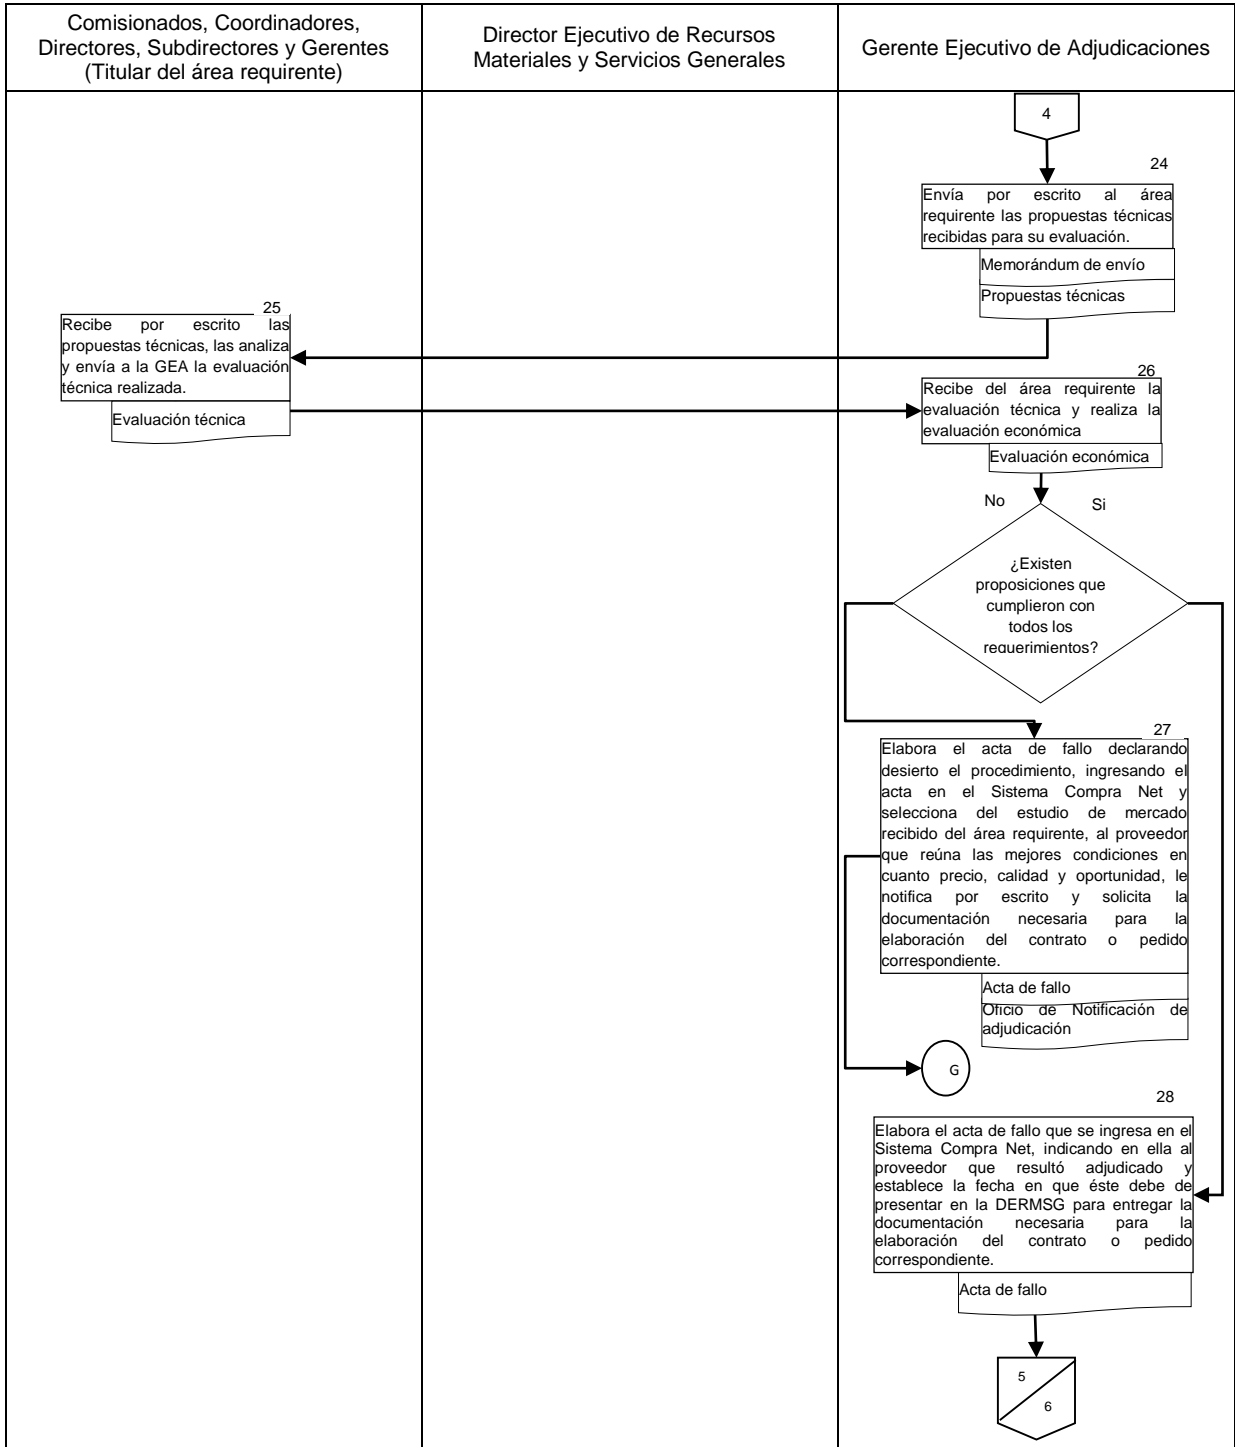 Comisionados, Coordinadores,
Directores, Subdirectores y Gerentes
(Titular del área requirente)
Director Ejecutivo de Recursos
Materiales y Servicios Generales
Gerente Ejecutivo de Adjudicaciones
4
24
Envía por escrito al área
requirente las propuestas técnicas
recibidas para su evaluación.
Memorándum de envío
Propuestas técnicas
25
Recibe por escrito las
propuestas técnicas, las analiza
y envía a la GEA la evaluación
técnica realizada.
Evaluación técnica
26
Recibe del área requirente la
evaluación técnica y realiza la
evaluación económica
Evaluación económica
No
Si
¿Existen
proposiciones que
cumplieron con
todos los
requerimientos?
27
Elabora el acta de fallo declarando
desierto el procedimiento, ingresando el
acta en el Sistema Compra Net y
selecciona del estudio de mercado
recibido del área requirente, al proveedor
que reúna las mejores condiciones en
cuanto precio, calidad y oportunidad, le
notifica por escrito y solicita la
documentación necesaria para la
elaboración del contrato o pedido
correspondiente.
Acta de fallo
Oficio de Notificación de
adjudicación
G
28
Elabora el acta de fallo que se ingresa en el
Sistema Compra Net, indicando en ella al
proveedor que resultó adjudicado y
establece la fecha en que éste debe de
presentar en la DERMSG para entregar la
documentación necesaria para la
elaboración del contrato o pedido
correspondiente.
Acta de fallo
5
6